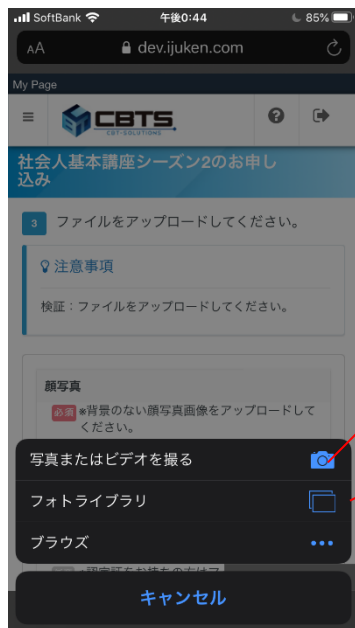 SoftBank 午後0:44 85%
AA dev.ijuken.com
My Page
CBTS
CBT-SOLUTIONS
社会人基本講座シーズン2のお申し
込み
3 ファイルをアップロードしてください。
注意事項
検証：ファイルをアップロードしてください。
顔写真
必須 ※背景のない顔写真画像をアップロードして
ください。
写真またはビデオを撮る
フォトライブラリ
ブラウズ
キャンセル